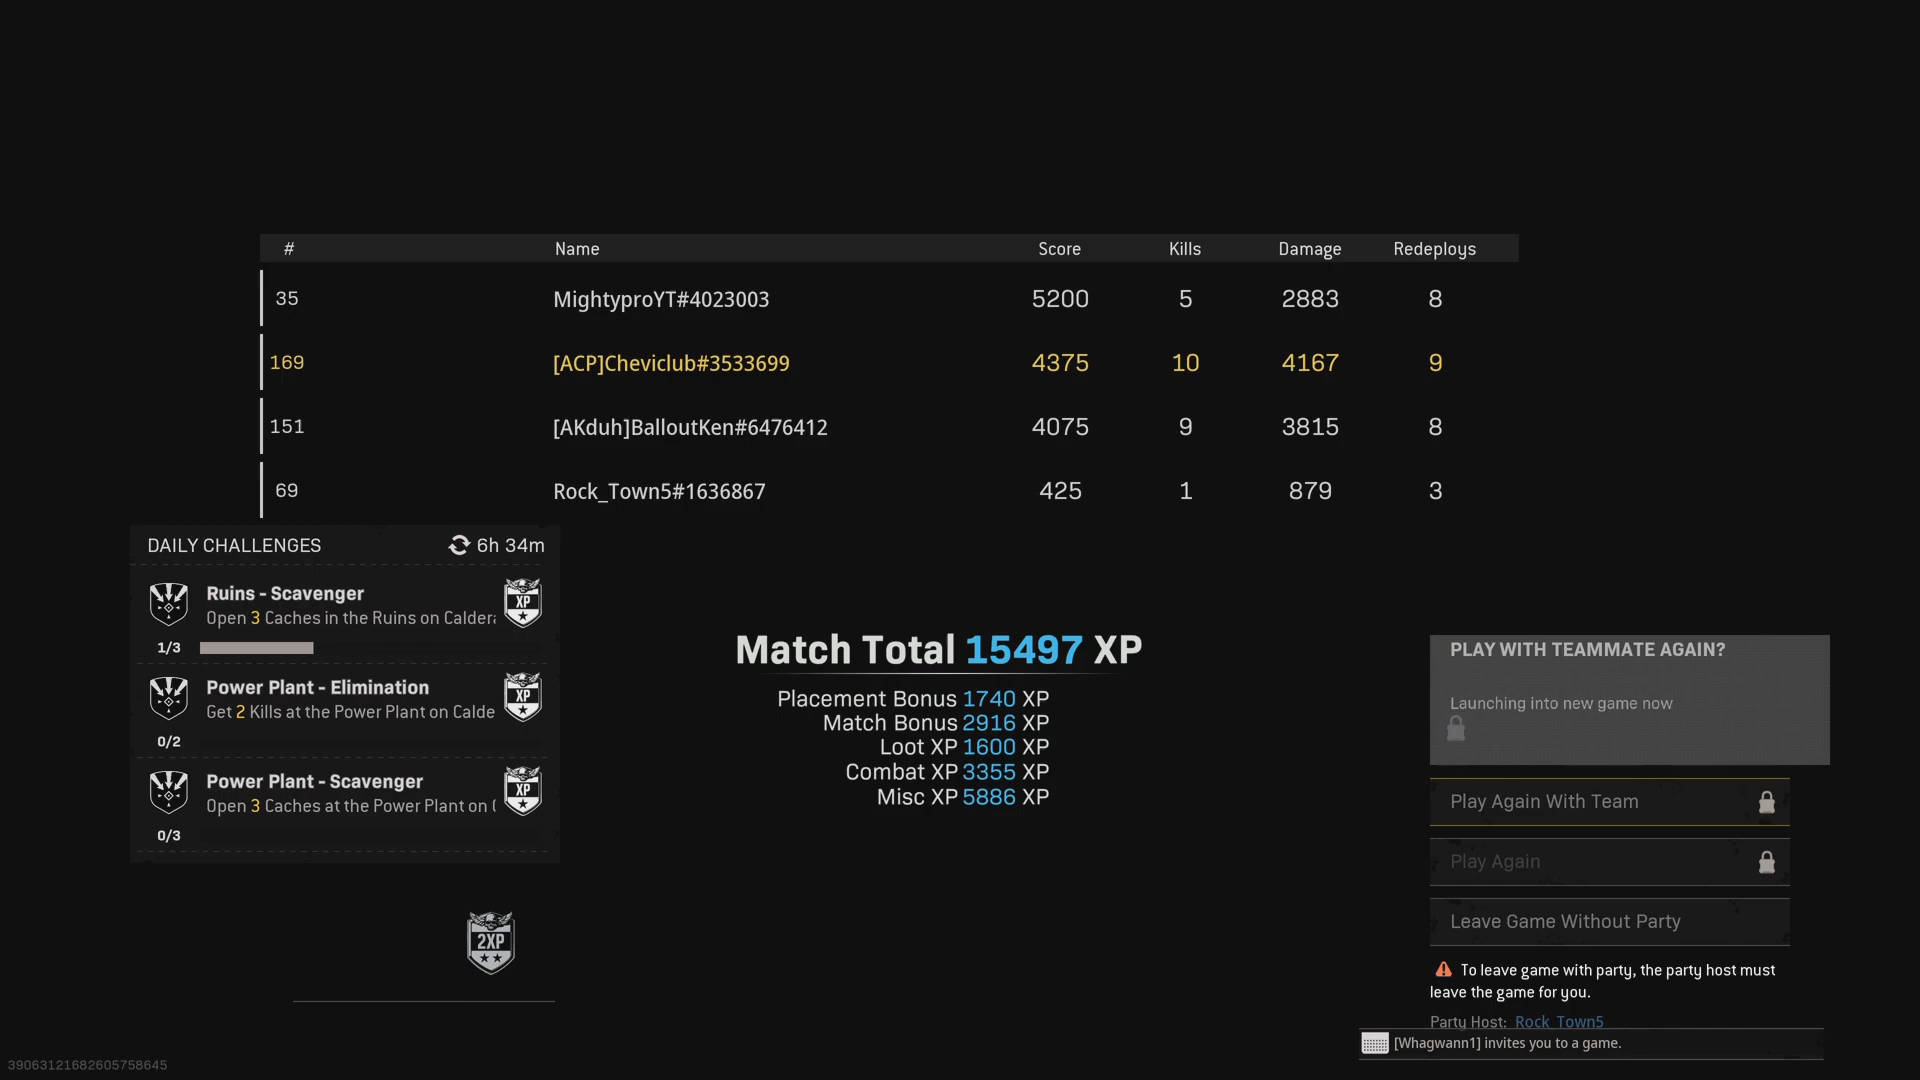 # Name Score Kills Damage Redeploys
35 MightyproYT#4023003 5200 5 2883 8
169 [ACP]Cheviclub#3533699 4375 10 4167 9
151 [AKduh]BalloutKen#6476412 4075 9 3815 8
69 Rock_Town5#1636867 425 1 879 3
DAILY CHALLENGES 6h 34m
Ruins - Scavenger
Open 3 Caches in the Ruins on Caldera
XP
1/3
Power Plant - Elimination
Get 2 Kills at the Power Plant on Calde
XP
0/2
Power Plant - Scavenger
Open 3 Caches at the Power Plant on
XP
0/3
2XP
Match Total 15497 XP
Placement Bonus 1740 XP
Match Bonus 2916 XP
Loot XP 1600 XP
Combat XP 3355 XP
Misc XP 5886 XP
PLAY WITH TEAMMATE AGAIN?
Launching into new game now
Play Again With Team
Play Again
Leave Game Without Party
To leave game with party, the party host must
leave the game for you.
Party Host: Rock_Town5
[Whagwann1] invites you to a game.
39063121682605758645